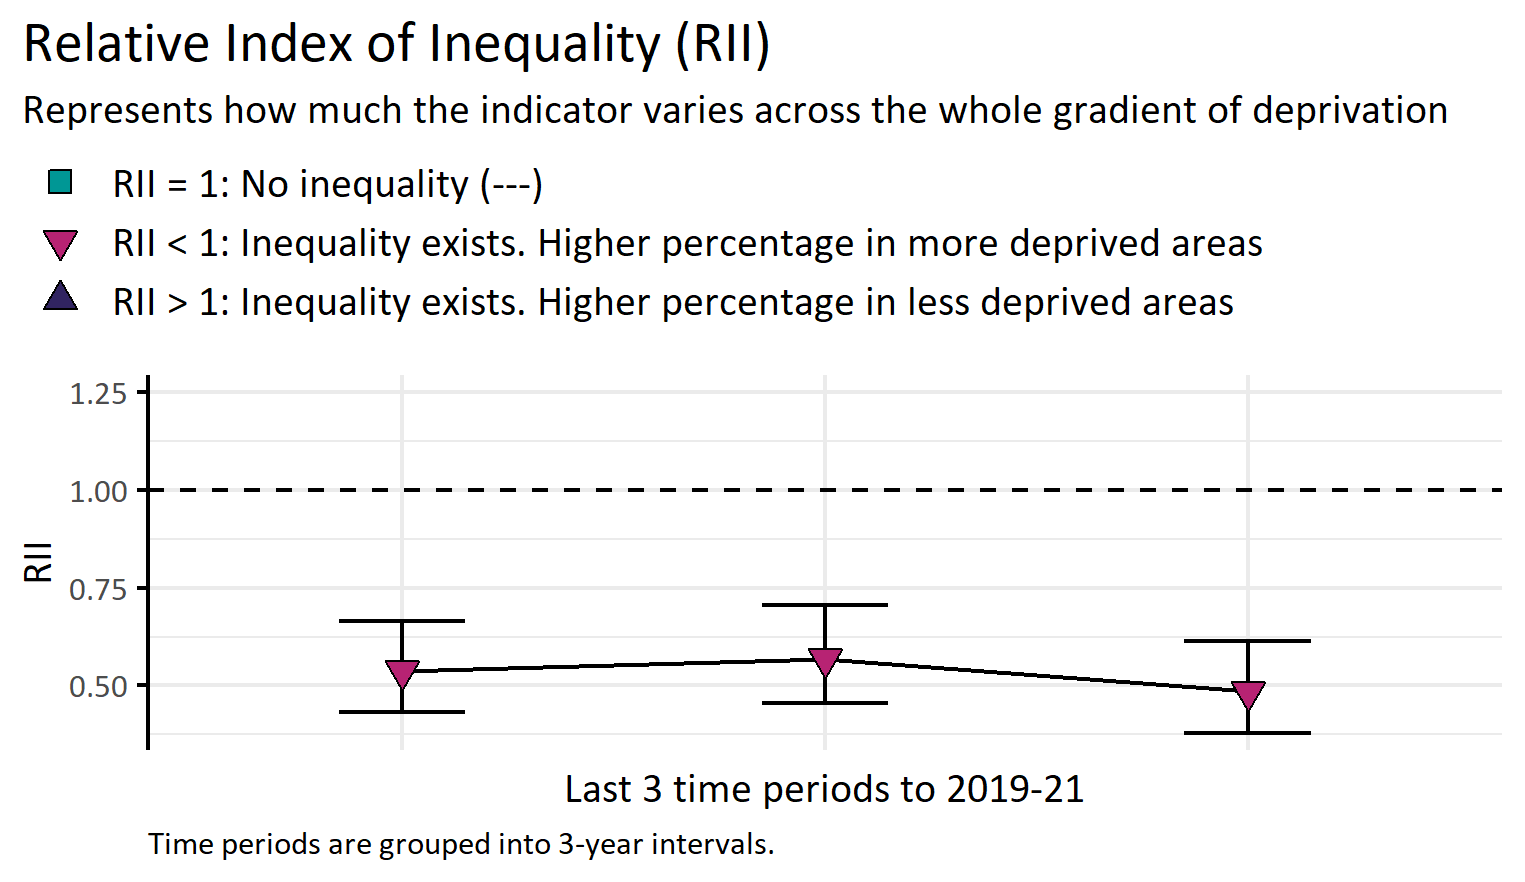 Relative Index of Inequality (RII)
Represents how much the indicator varies across the whole gradient of deprivation
RII = 1: No inequality (---)
RII < 1: Inequality exists. Higher percentage in more deprived areas
RII > 1: Inequality exists. Higher percentage in less deprived areas
1.25
1.00
0.75
0.50
RII
Last 3 time periods to 2019-21
Time periods are grouped into 3-year intervals.